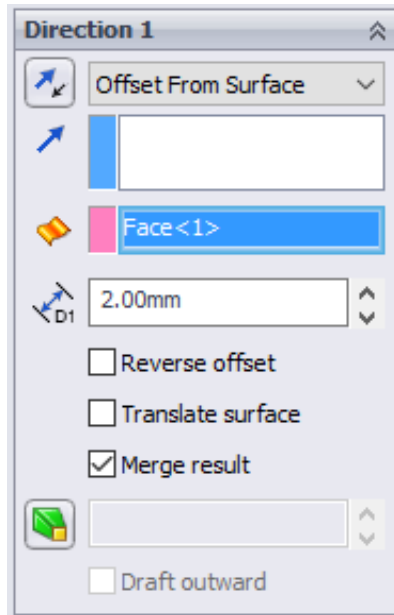 Direction 1
Offset From Surface
Face<1>
D1
2.00mm
Reverse offset
Translate surface
Merge result
Draft outward